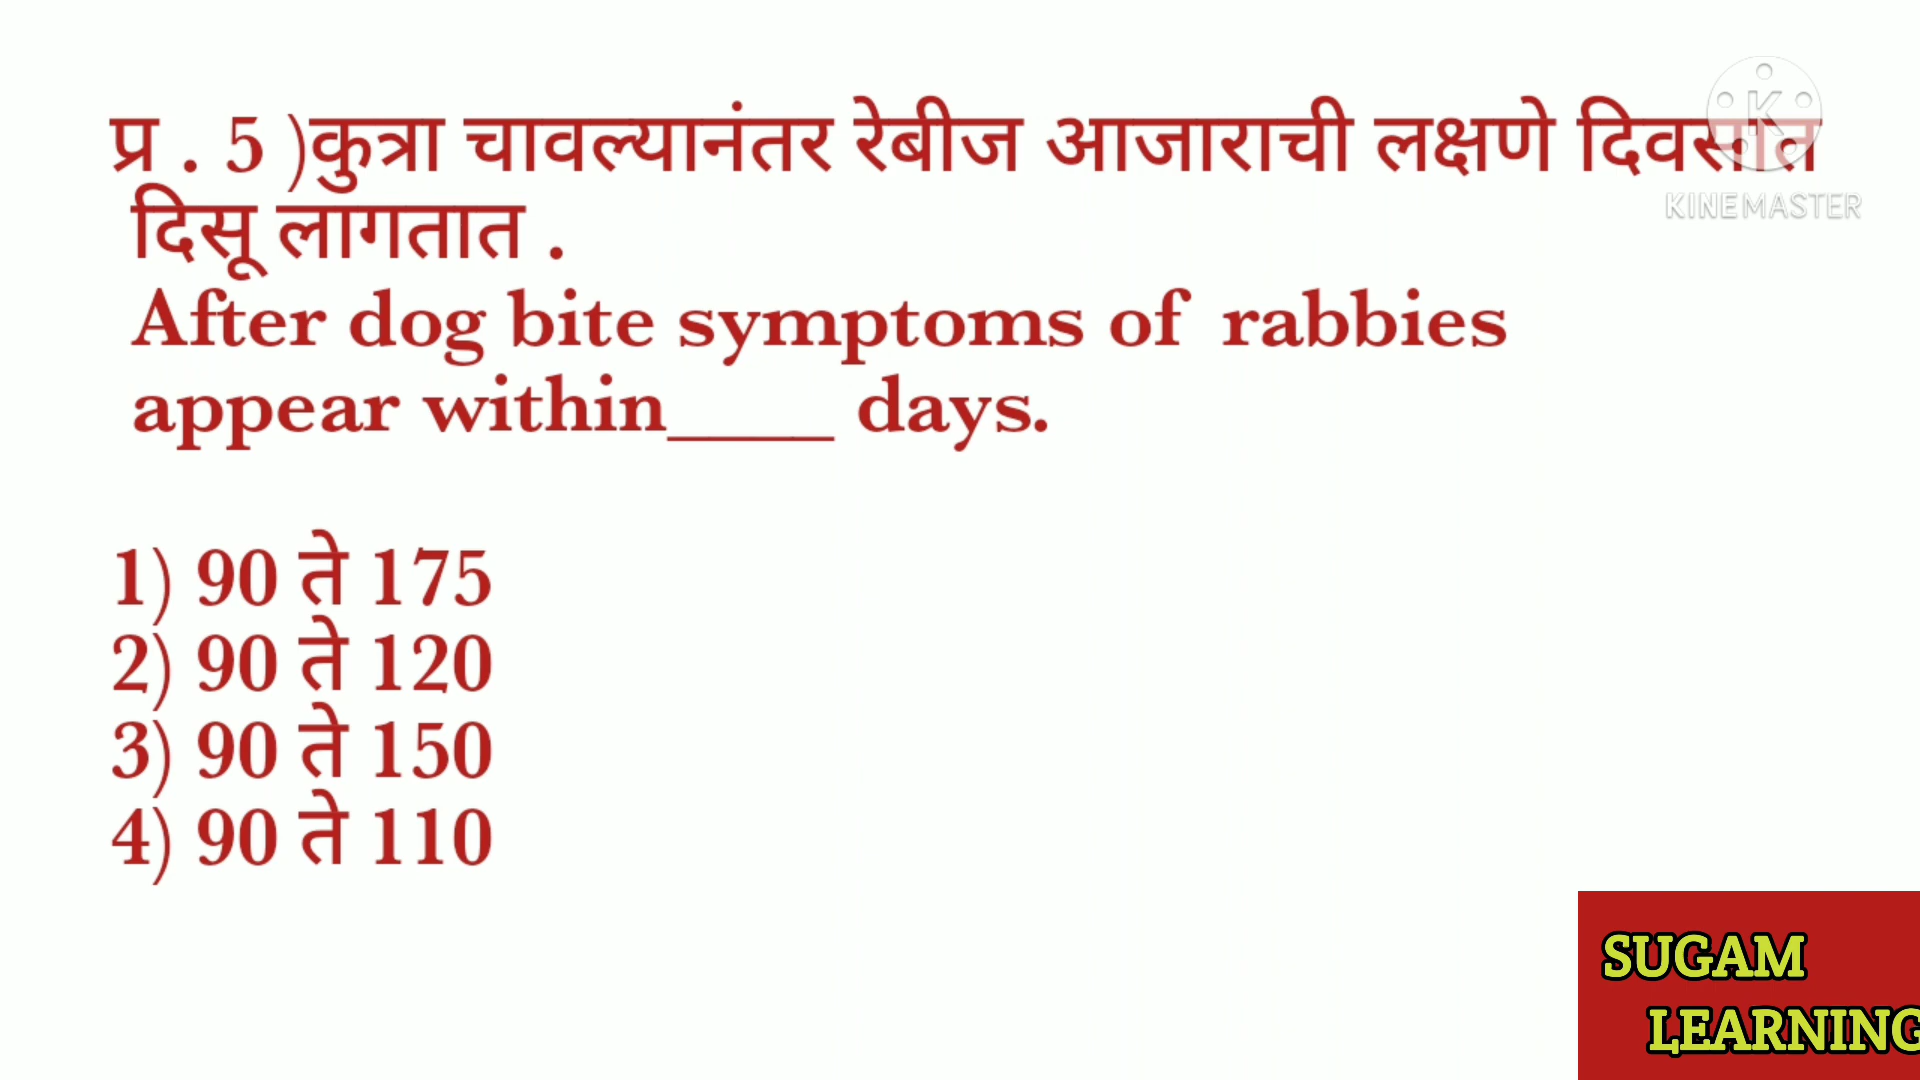 प्र . 5 )कुत्रा चावल्यानंतर रेबीज आजाराची लक्षणे दिवसात
दिसू लागतात .
After dog bite symptoms of rabbies
appear within____ days.
1) 90 ते 175
2) 90 ते 120
3) 90 ते 150
4) 90 ते 110
K
KINEMASTER
SUGAM
LEARNING